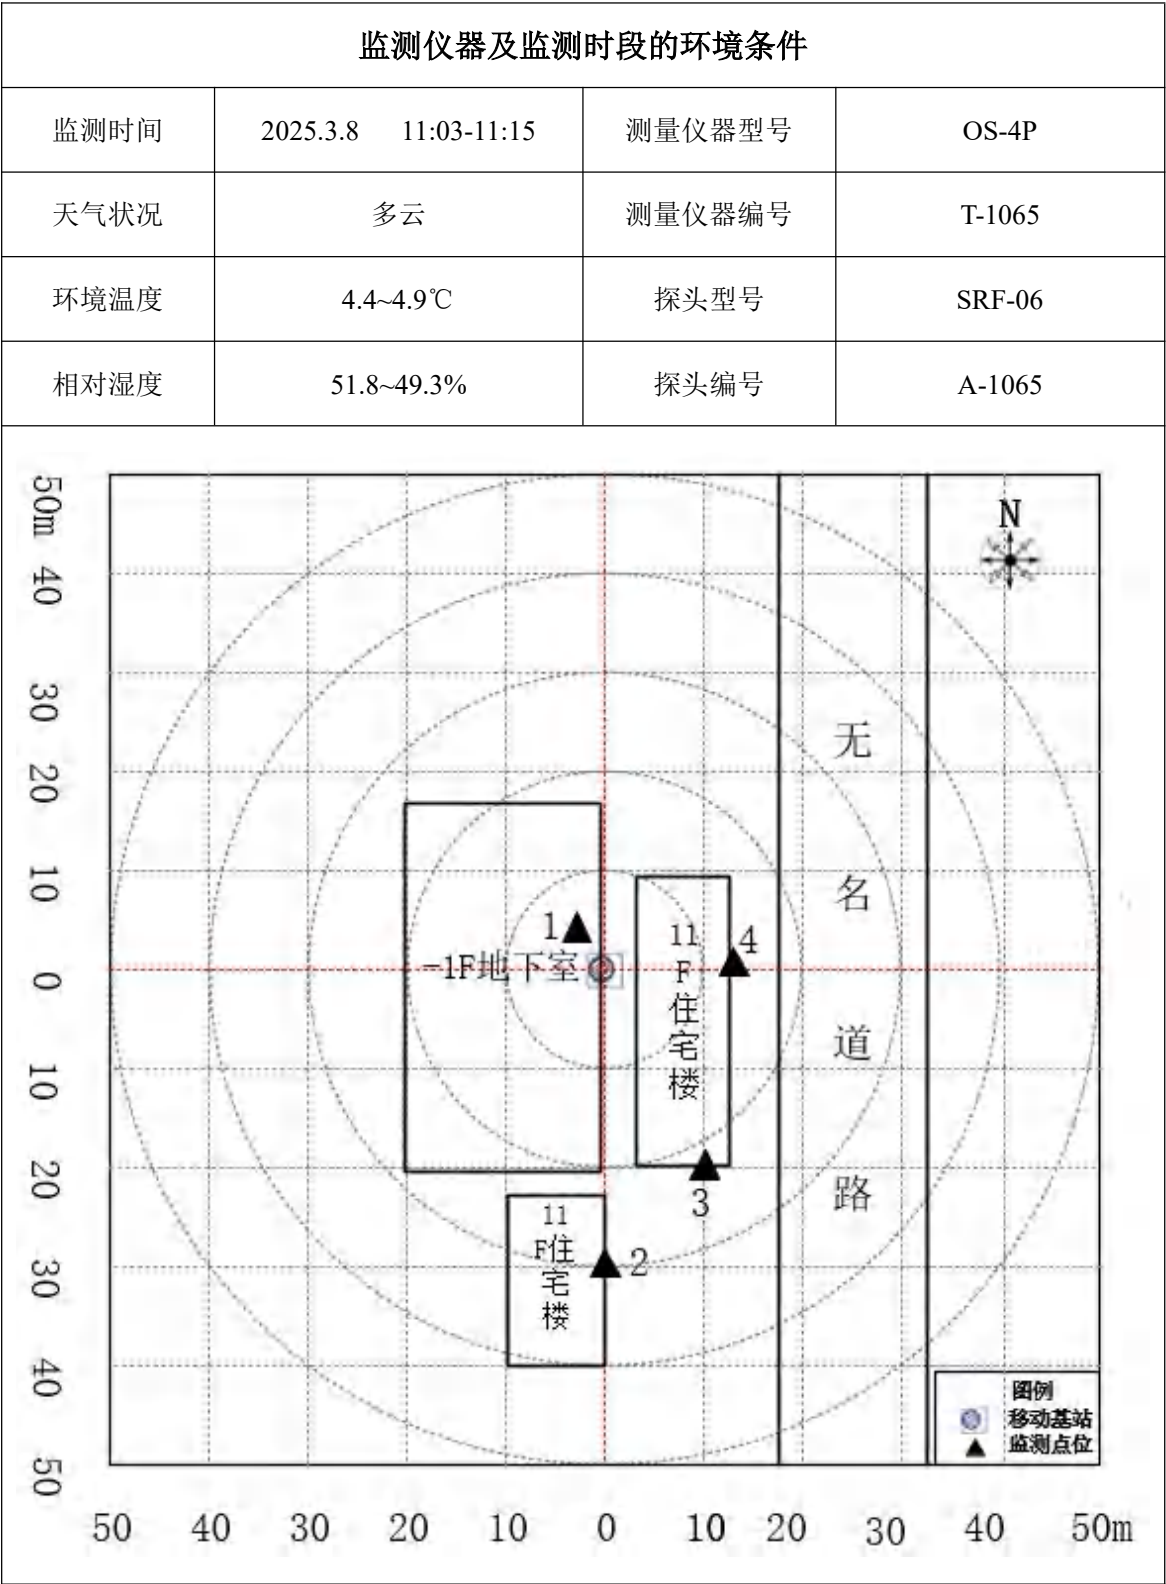 监测仪器及监测时段的环境条件
监测时间 2025.3.8 11:03-11:15 测量仪器型号 OS-4P
天气状况 多云 测量仪器编号 T-1065
环境温度 4.4~4.9℃ 探头型号 SRF-06
相对湿度 51.8~49.3% 探头编号 A-1065
50m
40
30
20
10
0
10
20
30
40
50
N
无
名
道
路
1
-1F地下室
11
F
住
宅
楼
4
3
11
F住
宅
楼
2
图例
移动基站
监测点位
50 40 30 20 10 0 10 20 30 40 50m